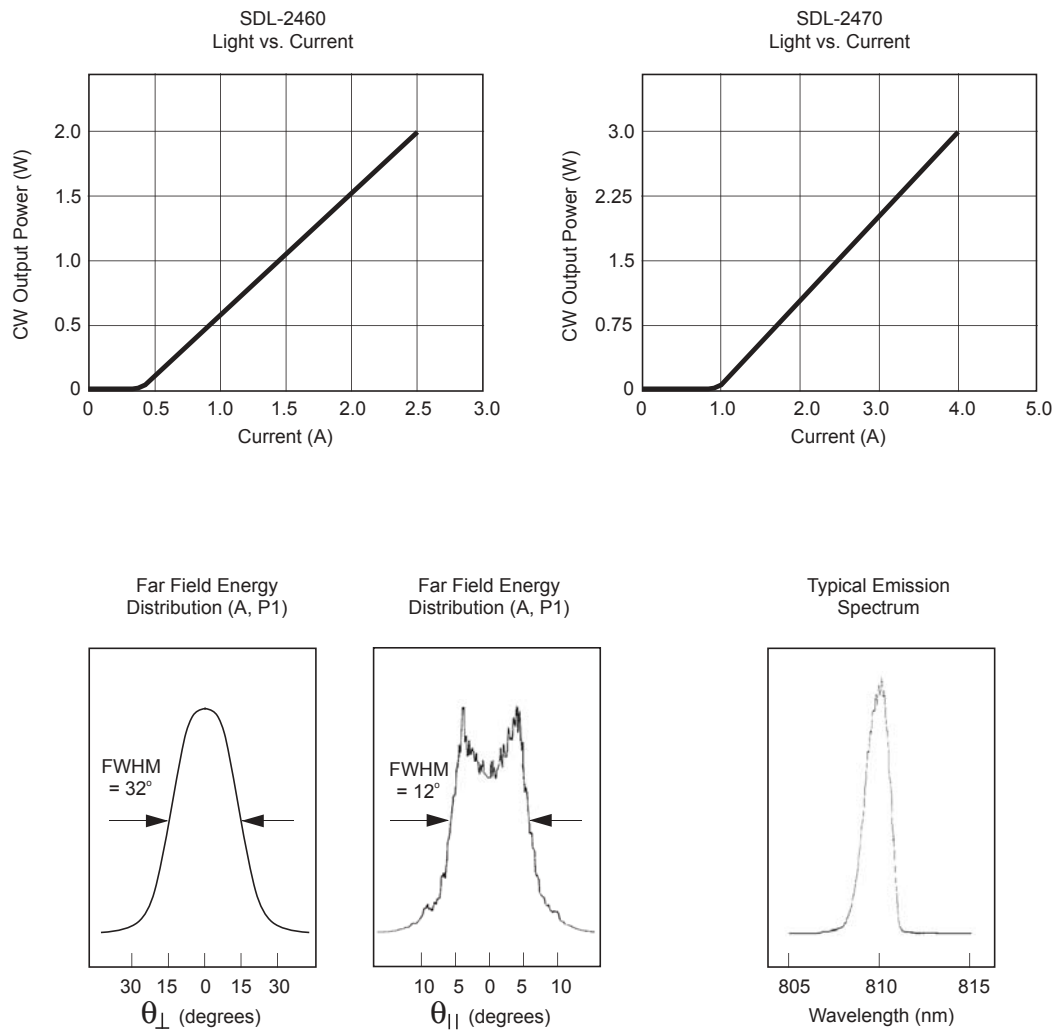 SDL-2460
Light vs. Current
CW Output Power (W)
2.0
1.5
1.0
0.5
0
0 0.5 1.0 1.5 2.0 2.5 3.0
Current (A)
SDL-2470
Light vs. Current
CW Output Power (W)
3.0
2.25
1.5
0.75
0
0 1.0 2.0 3.0 4.0 5.0
Current (A)
Far Field Energy
Distribution (A, P1)
FWHM
= 32°
30 15 0 15 30
θ⊥ (degrees)
Far Field Energy
Distribution (A, P1)
FWHM
= 12°
10 5 0 5 10
θ|| (degrees)
Typical Emission
Spectrum
805 810 815
Wavelength (nm)